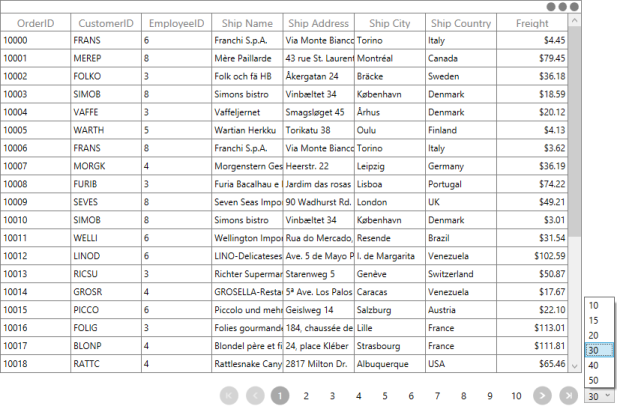 OrderID CustomerID EmployeeID Ship Name Ship Address Ship City Ship Country Freight
10000 FRANS 6 Franchi S.p.A. Via Monte Bianco Torino Italy $4.45
10001 MEREP 8 Mère Paillarde 43 rue St. Laurent Montréal Canada $79.45
10002 FOLKO 3 Folk och fä HB Åkergatan 24 Bräcke Sweden $36.18
10003 SIMOB 8 Simons bistro Vinbæltet 34 København Denmark $18.59
10004 VAFFE 3 Vaffeljernet Smagsløget 45 Århus Denmark $20.12
10005 WARTH 5 Wartian Herkku Torikatu 38 Oulu Finland $4.13
10006 FRANS 8 Franchi S.p.A. Via Monte Bianco Torino Italy $3.62
10007 MORGK 4 Morgenstern Ges Heerstr. 22 Leipzig Germany $36.19
10008 FURIB 3 Furia Bacalhau e Jardim das rosas Lisboa Portugal $74.22
10009 SEVES 8 Seven Seas Impo 90 Wadhurst Rd. London UK $49.21
10010 SIMOB 8 Simons bistro Vinbæltet 34 København Denmark $3.01
10011 WELLI 6 Wellington Impo Rua do Mercado, Resende Brazil $31.54
10012 LINOD 6 LINO-Delicateses Ave. 5 de Mayo P I. de Margarita Venezuela $102.59
10013 RICSU 3 Richter Supermar Starenweg 5 Genève Switzerland $50.87
10014 GROSR 4 GROSELLA-Resta 5ª Ave. Los Palos Caracas Venezuela $17.67
10015 PICCO 6 Piccolo und meh Geislweg 14 Salzburg Austria $22.10
10016 FOLIG 3 Folies gourmand 184, chaussée de Lille France $113.01
10017 BLONP 4 Blondel père et fi 24, place Kléber Strasbourg France $111.81
10018 RATTC 4 Rattlesnake Cany 2817 Milton Dr. Albuquerque USA $65.46
10
15
20
30
40
50
1 2 3 4 5 6 7 8 9 10 30